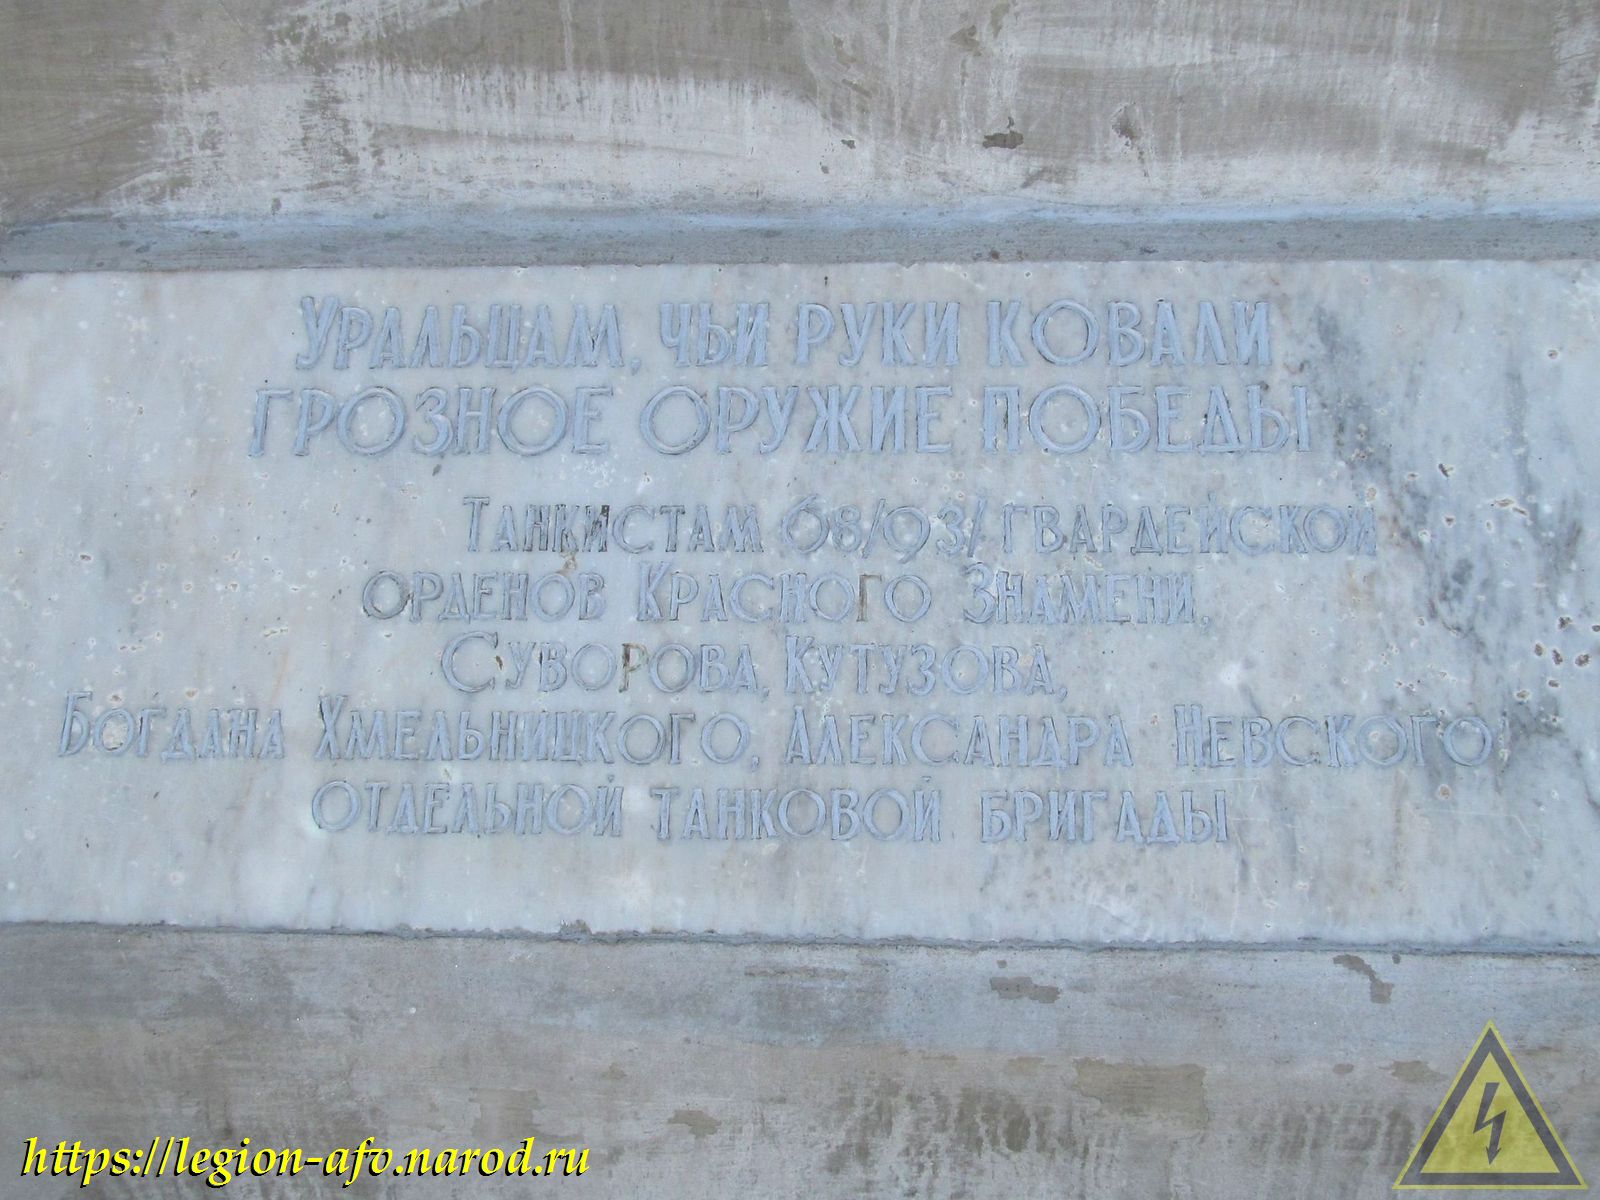 Уральцам, чьи руки ковали
грозное оружие победы
Танкистам 68/93/гвардейской
орденов Красного Знамени,
Суворова, Кутузова,
Богдана Хмельницкого, Александра Невского
отдельной танковой бригады
https://legion-afv.narod.ru